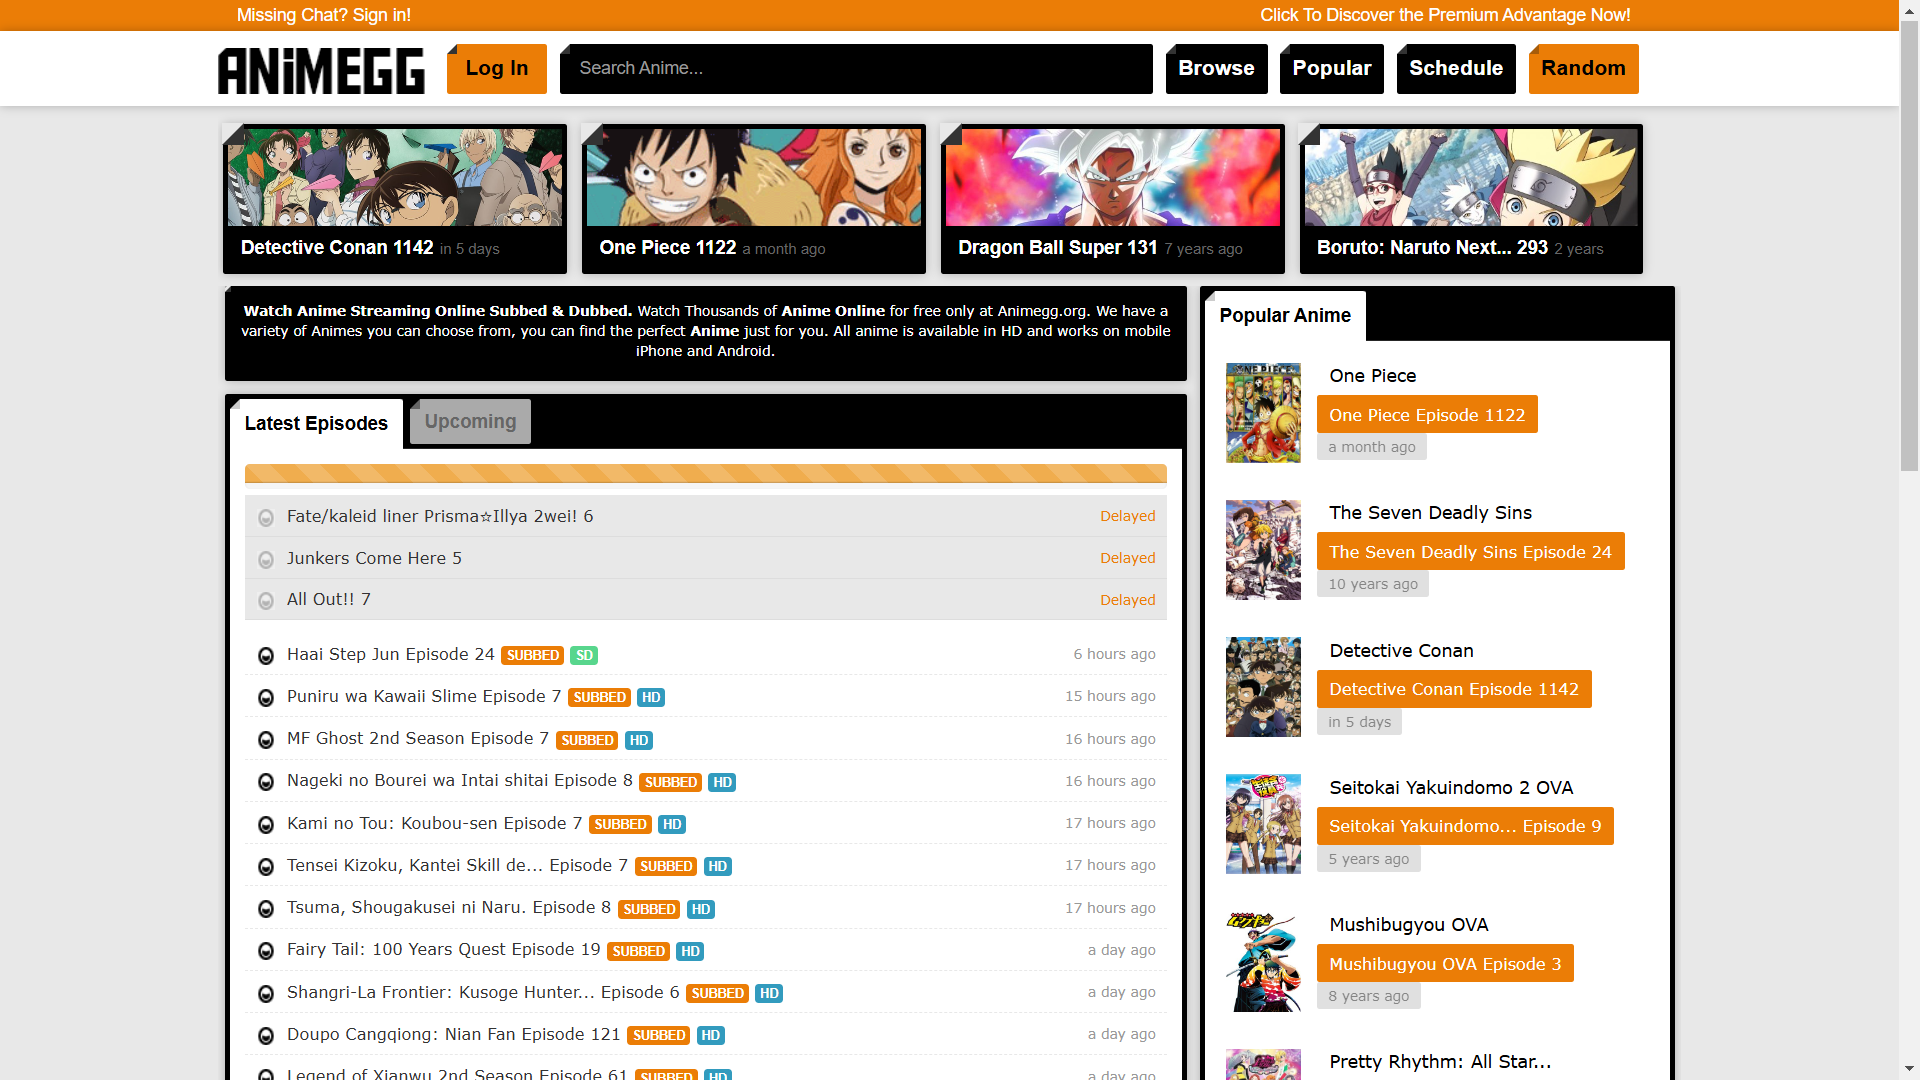 Missing Chat? Sign in!
Click To Discover the Premium Advantage Now!
ANiMEGG
Log In
Search Anime...
Browse
Popular
Schedule
Random
Detective Conan 1142 in 5 days
One Piece 1122 a month ago
Dragon Ball Super 131 7 years ago
Boruto: Naruto Next... 293 2 years
Watch Anime Streaming Online Subbed & Dubbed. Watch Thousands of Anime Online for free only at Animegg.org. We have a
variety of Animes you can choose from, you can find the perfect Anime just for you. All anime is available in HD and works on mobile
iPhone and Android.
Latest Episodes
Upcoming
Fate/kaleid liner Prisma☆Illya 2wei! 6 Delayed
Junkers Come Here 5 Delayed
All Out!! 7 Delayed
Haai Step Jun Episode 24 SUBBED SD 6 hours ago
Puniru wa Kawaii Slime Episode 7 SUBBED HD 15 hours ago
MF Ghost 2nd Season Episode 7 SUBBED HD 16 hours ago
Nageki no Bourei wa Intai shitai Episode 8 SUBBED HD 16 hours ago
Kami no Tou: Koubou-sen Episode 7 SUBBED HD 17 hours ago
Tensei Kizoku, Kantei Skill de... Episode 7 SUBBED HD 17 hours ago
Tsuma, Shougakusei ni Naru. Episode 8 SUBBED HD 17 hours ago
Fairy Tail: 100 Years Quest Episode 19 SUBBED HD a day ago
Shangri-La Frontier: Kusoge Hunter... Episode 6 SUBBED HD a day ago
Doupo Cangqiong: Nian Fan Episode 121 SUBBED HD a day ago
Legend of Xianwu 2nd Season Episode 61 SUBBED HD a day ago
Popular Anime
ONE PIECE
One Piece
One Piece Episode 1122
a month ago
The Seven Deadly Sins
The Seven Deadly Sins Episode 24
10 years ago
Detective Conan
Detective Conan Episode 1142
in 5 days
Seitokai Yakuindomo 2 OVA
Seitokai Yakuindomo... Episode 9
5 years ago
Mushibugyou OVA
Mushibugyou OVA Episode 3
8 years ago
Pretty Rhythm: All Star...